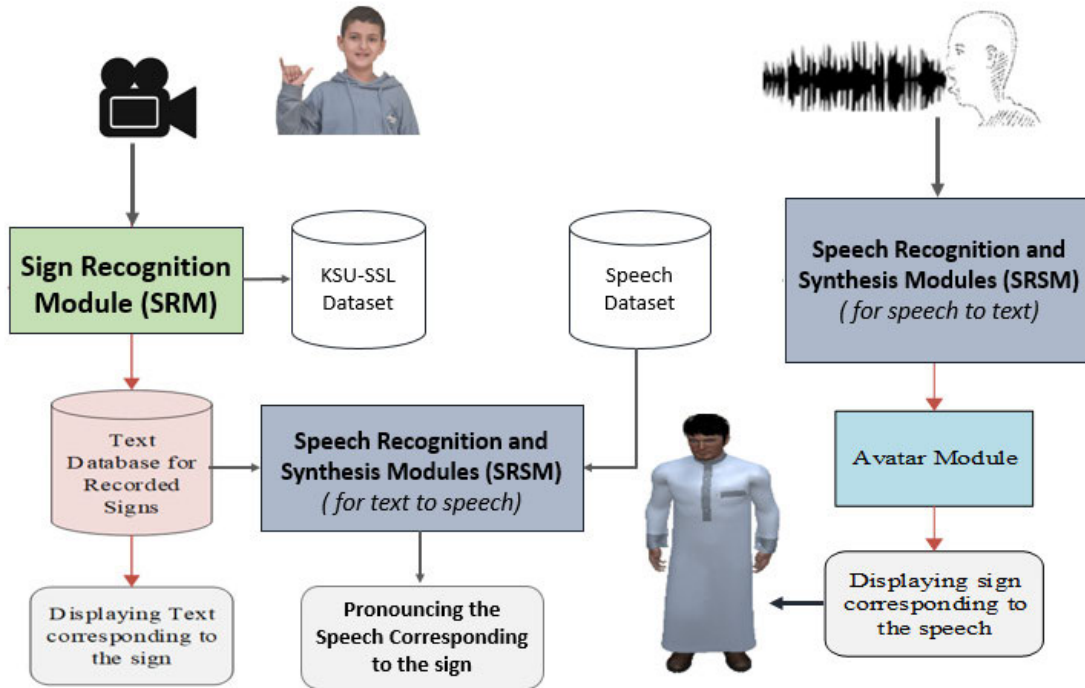 Sign Recognition
Module (SRM)
KSU-SSL
Dataset
Speech
Dataset
Speech Recognition and
Synthesis Modules (SRSM)
( for speech to text)
Text
Database for
Recorded
Signs
Speech Recognition and
Synthesis Modules (SRSM)
( for text to speech)
Avatar Module
Displaying Text
corresponding to
the sign
Pronouncing the
Speech Corresponding
to the sign
Displaying sign
corresponding to
the speech